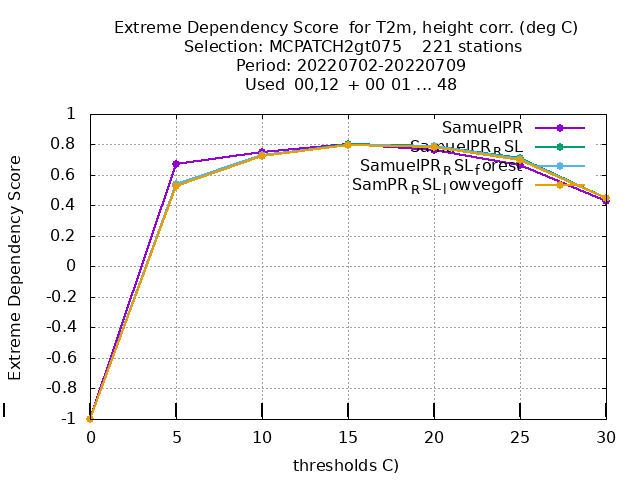 Extreme Dependency Score  for T2m, height corr. (deg C)
Selection: MCPATCH2gt075    221 stations
Period: 20220702-20220709
Used  00,12  + 00 01 ... 48
SamuelPR
SamuelPR_RSL
SamuelPR_RSL_forest
SamPR_RSL_lowvegoff
Extreme Dependency Score
1
0.8
0.6
0.4
0.2
0
-0.2
-0.4
-0.6
-0.8
-1
0 5 10 15 20 25 30
thresholds C)